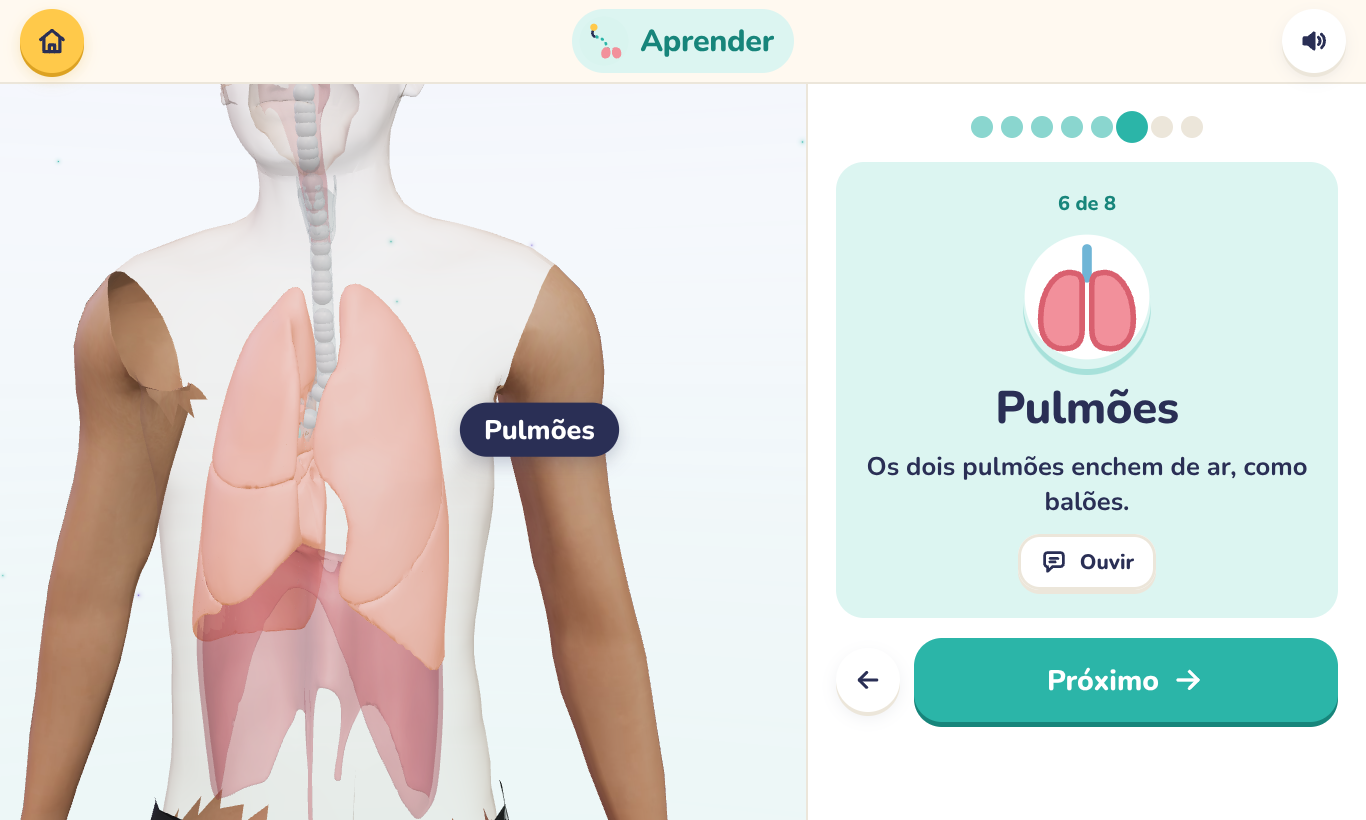 Aprender
6 de 8
Pulmões
Pulmões
Os dois pulmões enchem de ar, como
balões.
Ouvir
Próximo